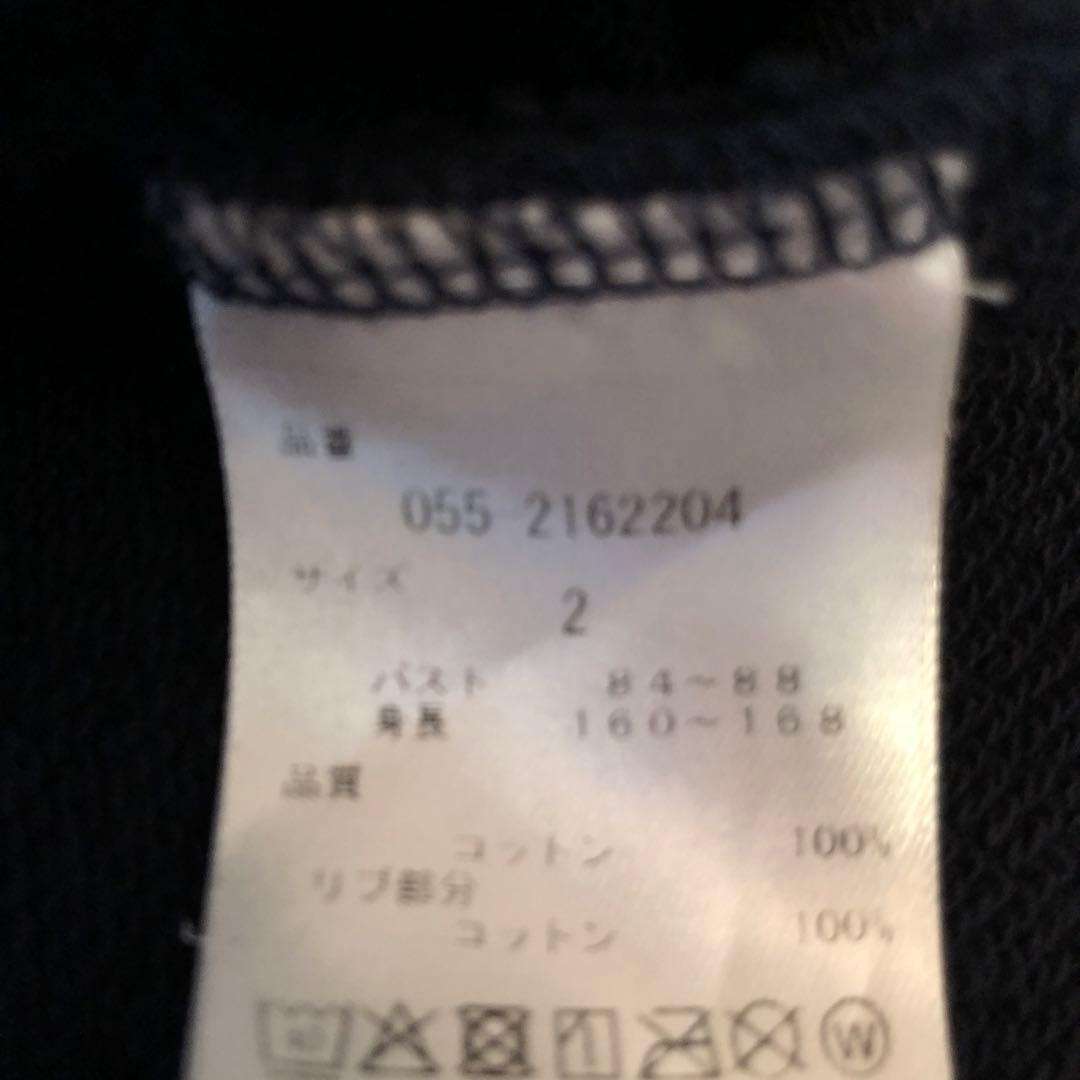 品番
055 2162204
サイズ
2
バスト 84～88
身長 160～168
品質
コットン 100%
リブ部分
コットン 100%
W